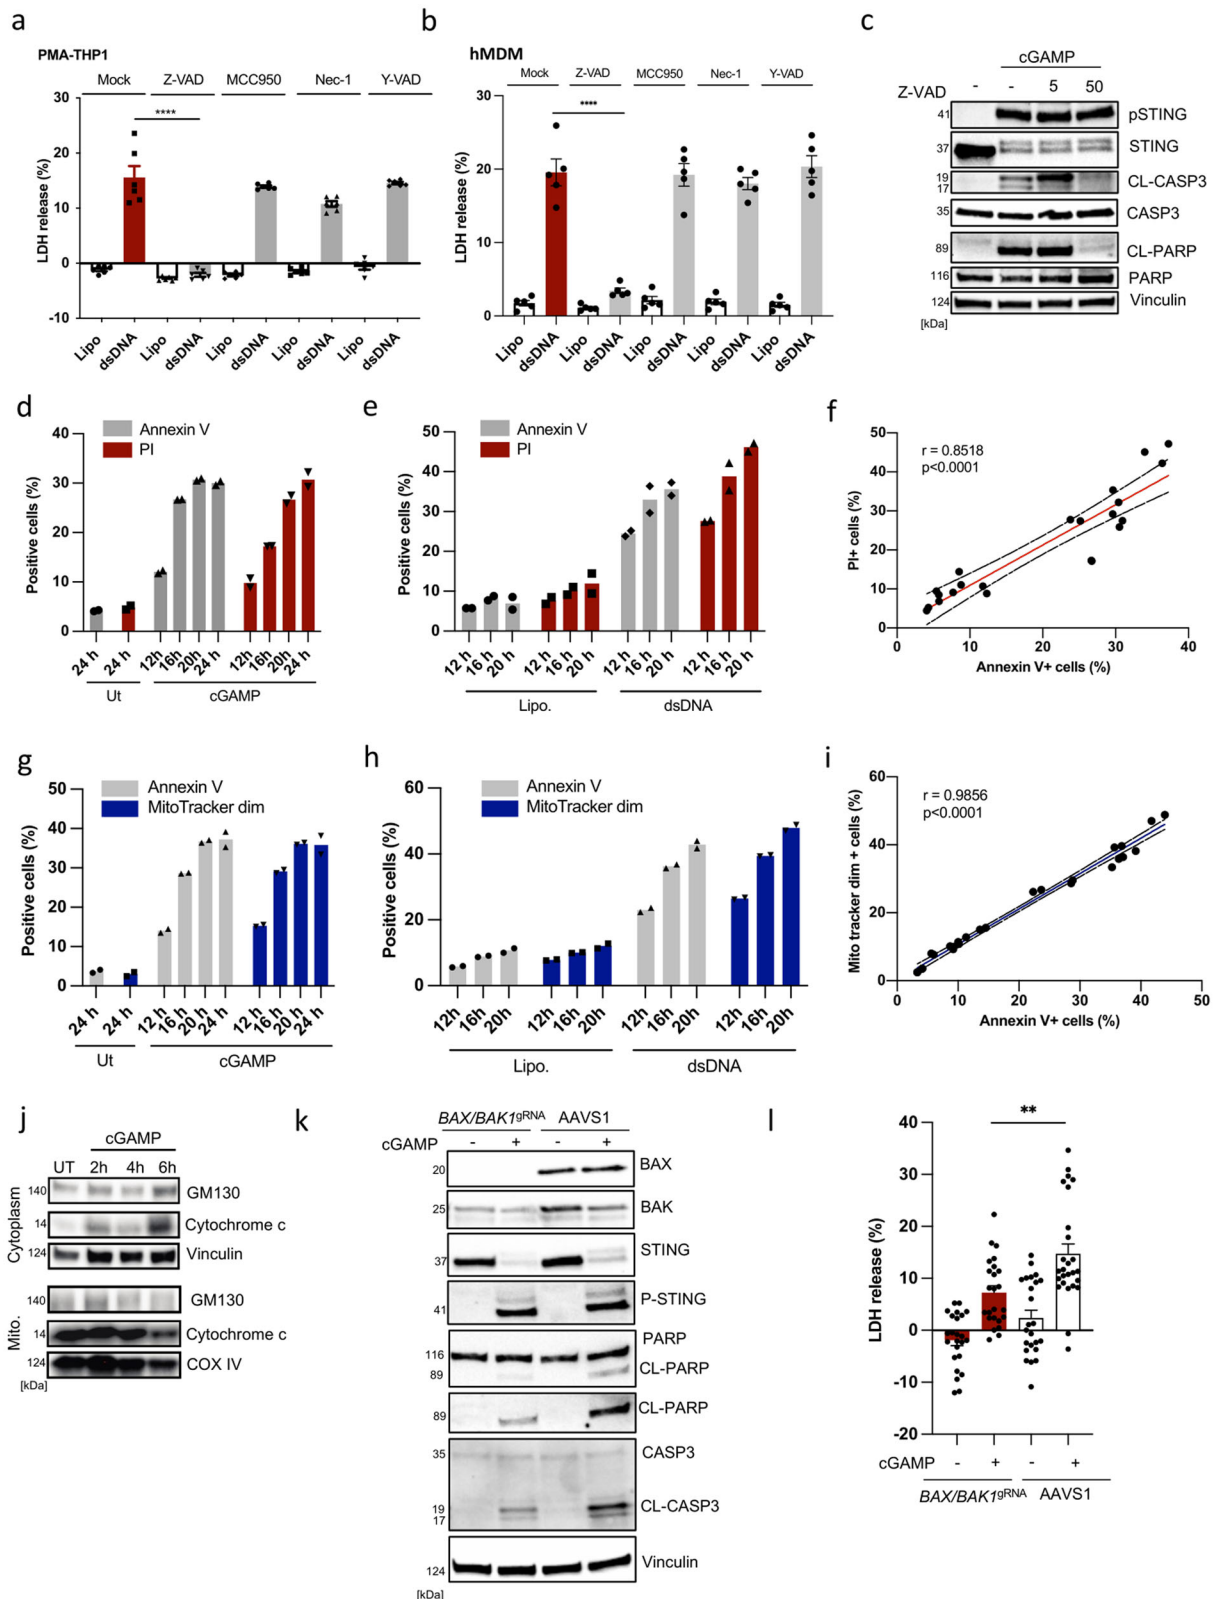 a
PMA-THP1
Mock Z-VAD MCC950 Nec-1 Y-VAD
****
LDH release (%)
30
20
10
0
-10
Lipo dsDNA Lipo dsDNA Lipo dsDNA Lipo dsDNA Lipo dsDNA
b
hMDM
Mock Z-VAD MCC950 Nec-1 Y-VAD
****
LDH release (%)
30
20
10
0
Lipo dsDNA Lipo dsDNA Lipo dsDNA Lipo dsDNA Lipo dsDNA
c
cGAMP
Z-VAD - - 5 50
41 pSTING
37 STING
19 CL-CASP3
17
35 CASP3
89 CL-PARP
116 PARP
124 Vinculin
[kDa]
d
Annexin V
PI
Positive cells (%)
40
30
20
10
0
24 h 24 h 12h 16h 20h 24 h 12h 16h 20h 24 h
Ut cGAMP
e
Annexin V
PI
Positive cells (%)
50
40
30
20
10
0
12 h 16 h 20 h 12 h 16 h 20 h 12 h 16 h 20 h 12 h 16 h 20 h
Lipo. dsDNA
f
r = 0.8518
p<0.0001
PI+ cells (%)
50
40
30
20
10
0
0 10 20 30 40
Annexin V+ cells (%)
g
Annexin V
MitoTracker dim
Positive cells (%)
50
40
30
20
10
0
24 h 24 h 12h 16h 20h 24 h 12h 16h 20h 24 h
Ut cGAMP
h
Annexin V
MitoTracker dim
Positive cells (%)
60
40
20
0
12h 16h 20h 12h 16h 20h 12h 16h 20h 12h 16h 20h
Lipo. dsDNA
i
r = 0.9856
p<0.0001
Mito tracker dim + cells (%)
60
40
20
0
0 10 20 30 40 50
Annexin V+ cells (%)
j
cGAMP
UT 2h 4h 6h
Cytoplasm
140 GM130
14 Cytochrome c
124 Vinculin
Mito.
140 GM130
14 Cytochrome c
124 COX IV
[kDa]
k
BAX/BAK1gRNA AAVS1
cGAMP - + - +
20 BAX
25 BAK
37 STING
41 P-STING
PARP
116
89 CL-PARP
89 CL-PARP
35 CASP3
19 CL-CASP3
17
124 Vinculin
[kDa]
l
**
LDH release (%)
40
30
20
10
0
-10
-20
cGAMP - + - +
BAX/BAK1gRNA AAVS1